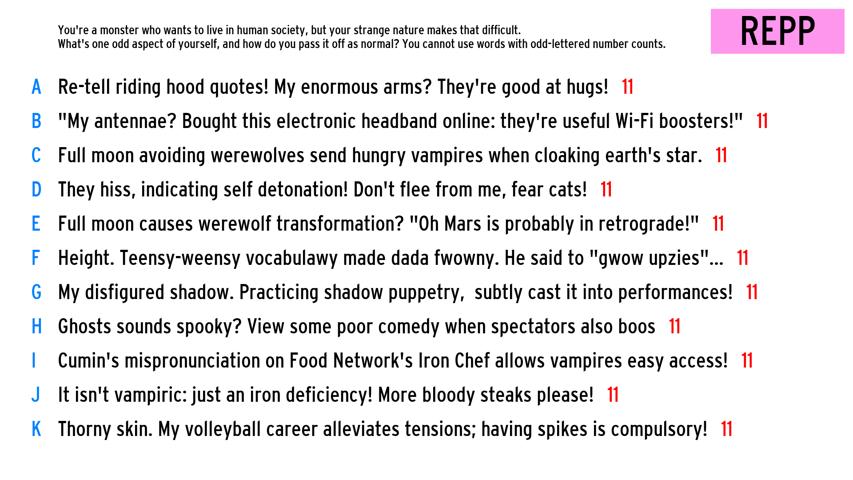 You're a monster who wants to live in human society, but your strange nature makes that difficult.
What's one odd aspect of yourself, and how do you pass it off as normal? You cannot use words with odd-lettered number counts.
REPP
A Re-tell riding hood quotes! My enormous arms? They're good at hugs! 11
B "My antennae? Bought this electronic headband online: they're useful Wi-Fi boosters!" 11
C Full moon avoiding werewolves send hungry vampires when cloaking earth's star. 11
D They hiss, indicating self detonation! Don't flee from me, fear cats! 11
E Full moon causes werewolf transformation? "Oh Mars is probably in retrograde!" 11
F Height. Teensy-weensy vocabulawy made dada fwowny. He said to "gwow upzies"... 11
G My disfigured shadow. Practicing shadow puppetry, subtly cast it into performances! 11
H Ghosts sounds spooky? View some poor comedy when spectators also boos 11
I Cumin's mispronunciation on Food Network's Iron Chef allows vampires easy access! 11
J It isn't vampiric: just an iron deficiency! More bloody steaks please! 11
K Thorny skin. My volleyball career alleviates tensions; having spikes is compulsory! 11